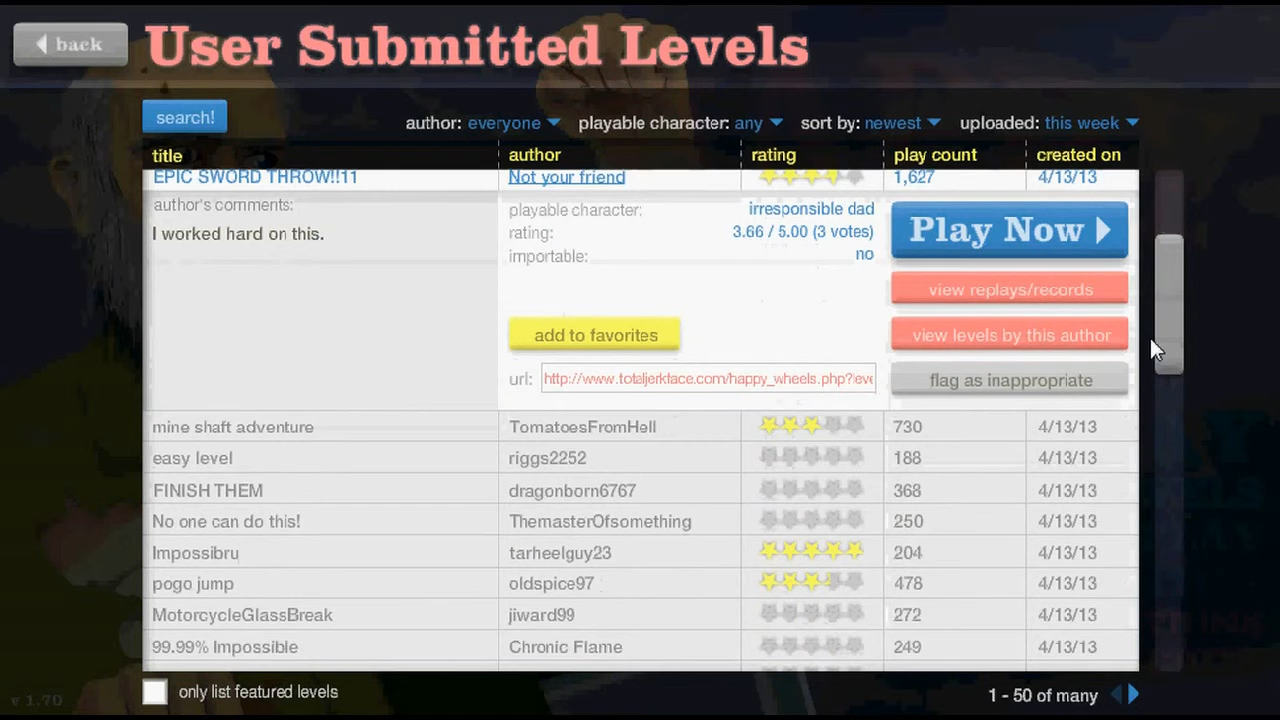 back
User Submitted Levels
search!
author: everyone playable character: any sort by: newest uploaded: this week
title author rating play count created on
EPIC SWORD THROW!!11 Not your friend 1,627 4/13/13
author's comments:
I worked hard on this.
playable character: irresponsible dad
rating: 3.66 / 5.00 (3 votes)
importable: no
Play Now
view replays/records
add to favorites
view levels by this author
url: http://www.totaljerkface.com/happy_wheels.php?leve
flag as inappropriate
mine shaft adventure TomatoesFromHell 730 4/13/13
easy level riggs2252 188 4/13/13
FINISH THEM dragonborn6767 368 4/13/13
No one can do this! ThemasterOfsomething 250 4/13/13
Impossibru tarheelguy23 204 4/13/13
pogo jump oldspice97 478 4/13/13
MotorcycleGlassBreak jiward99 272 4/13/13
99.99% Impossible Chronic Flame 249 4/13/13
only list featured levels
1 - 50 of many
v 1.70